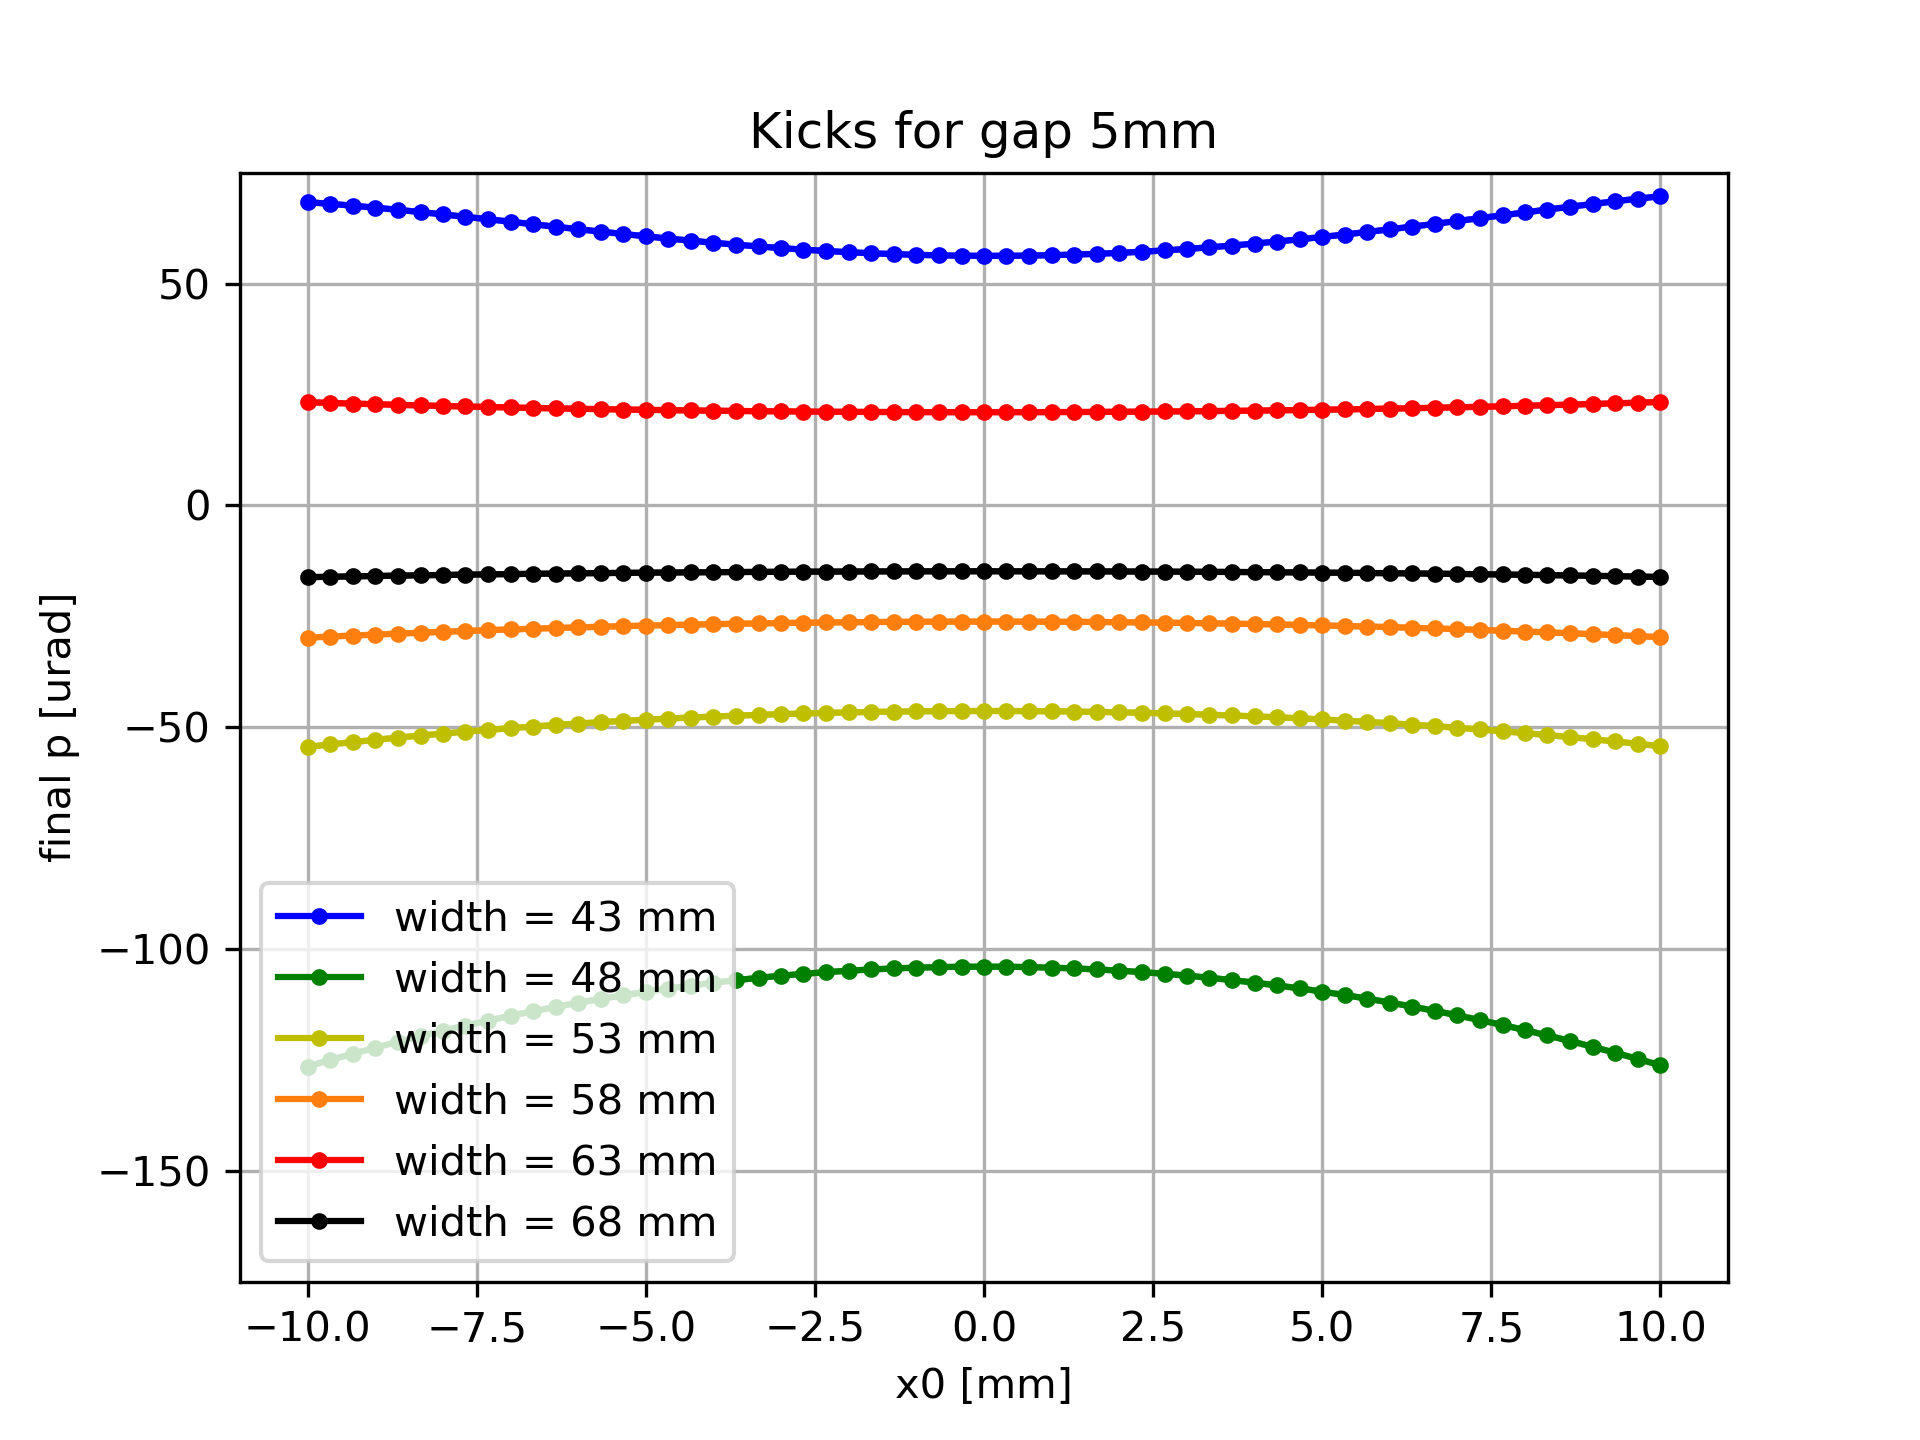 Kicks for gap 5mm
final p [urad]
50
0
−50
−100
−150
width = 43 mm
width = 48 mm
width = 53 mm
width = 58 mm
width = 63 mm
width = 68 mm
−10.0 −7.5 −5.0 −2.5 0.0 2.5 5.0 7.5 10.0
x0 [mm]